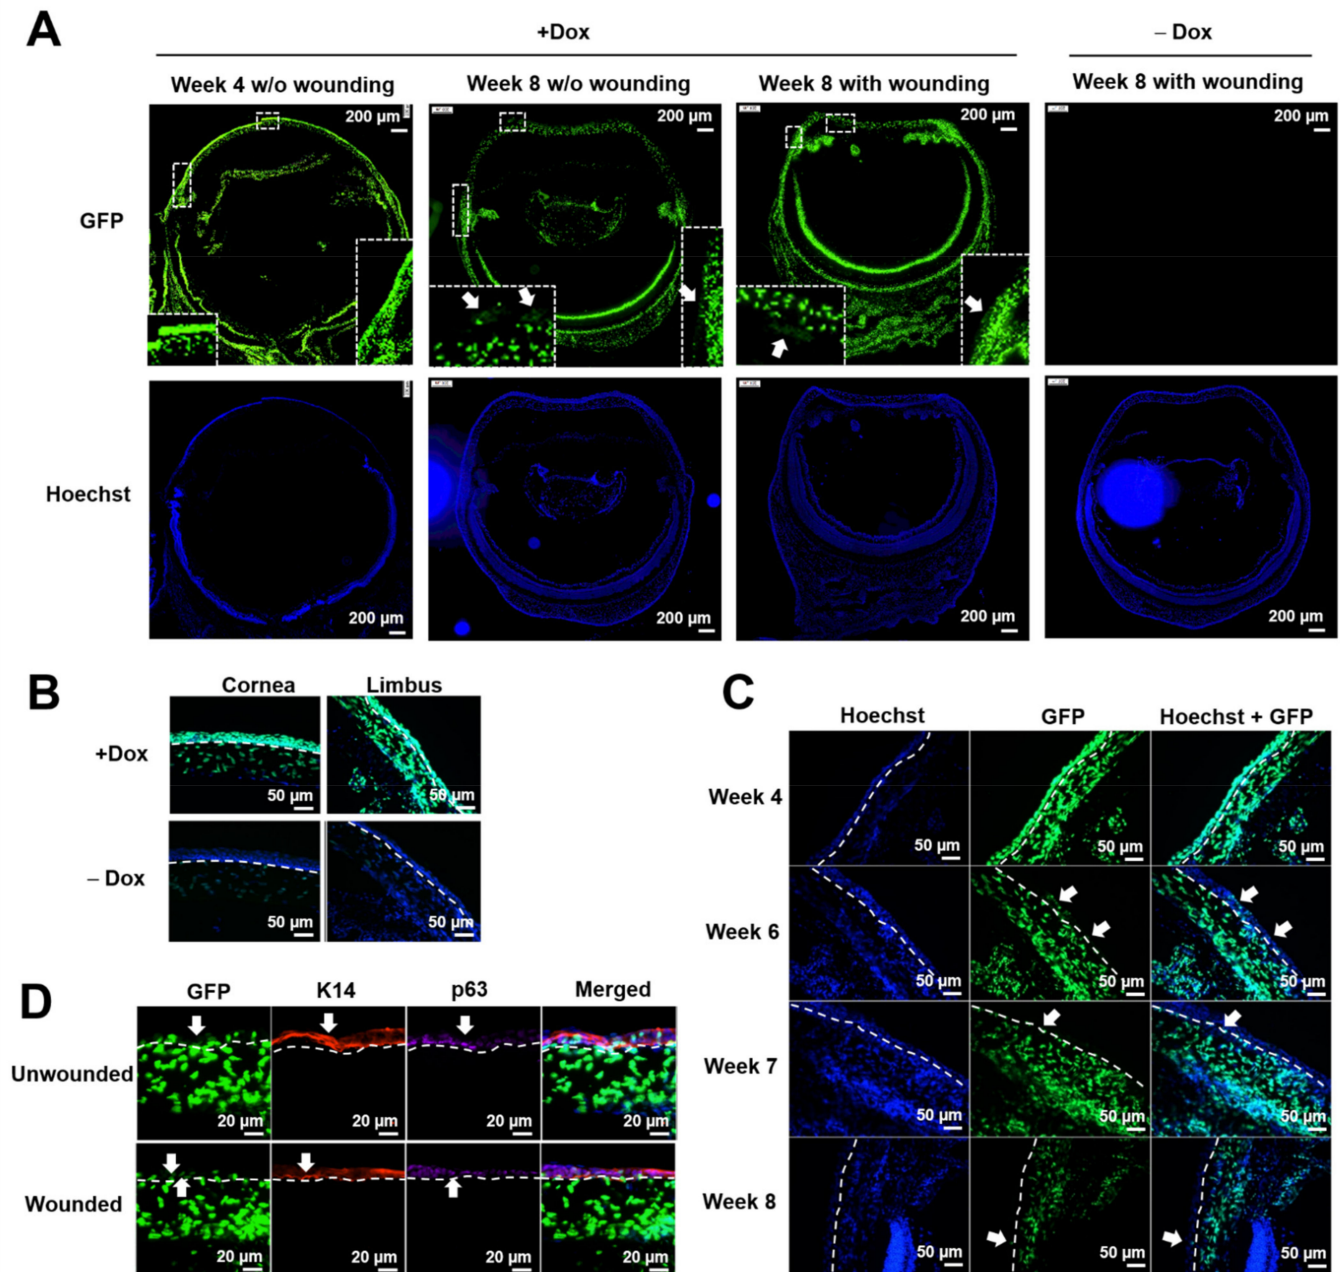 A
+Dox
– Dox
Week 4 w/o wounding
Week 8 w/o wounding
Week 8 with wounding
Week 8 with wounding
GFP
200 µm
200 µm
200 µm
200 µm
Hoechst
200 µm
200 µm
200 µm
200 µm
B
Cornea
Limbus
+Dox
50 µm
50 µm
– Dox
50 µm
50 µm
C
Hoechst
GFP
Hoechst + GFP
Week 4
50 µm
50 µm
50 µm
Week 6
50 µm
50 µm
50 µm
Week 7
50 µm
50 µm
50 µm
Week 8
50 µm
50 µm
50 µm
D
GFP
K14
p63
Merged
Unwounded
20 µm
20 µm
20 µm
20 µm
Wounded
20 µm
20 µm
20 µm
20 µm